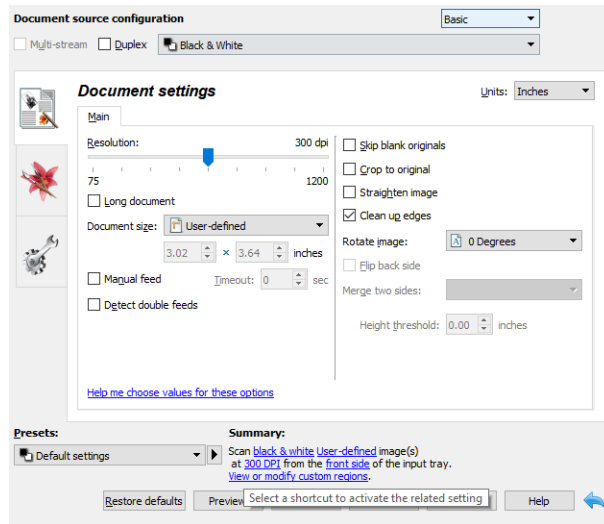 Document source configuration
Basic
Multi-stream Duplex Black & White
Document settings
Units: Inches
Main
Resolution: 300 dpi
75 1200
Long document
Document size: User-defined
3.02 × 3.64 inches
Manual feed Timeout: 0 sec
Detect double feeds
Skip blank originals
Crop to original
Straighten image
Clean up edges
Rotate image: 0 Degrees
Flip back side
Merge two sides:
Height threshold: 0.00 inches
Help me choose values for these options
Presets:
Default settings
Summary:
Scan black & white User-defined image(s)
at 300 DPI from the front side of the input tray.
View or modify custom regions.
Restore defaults Preview Select a shortcut to activate the related setting Help